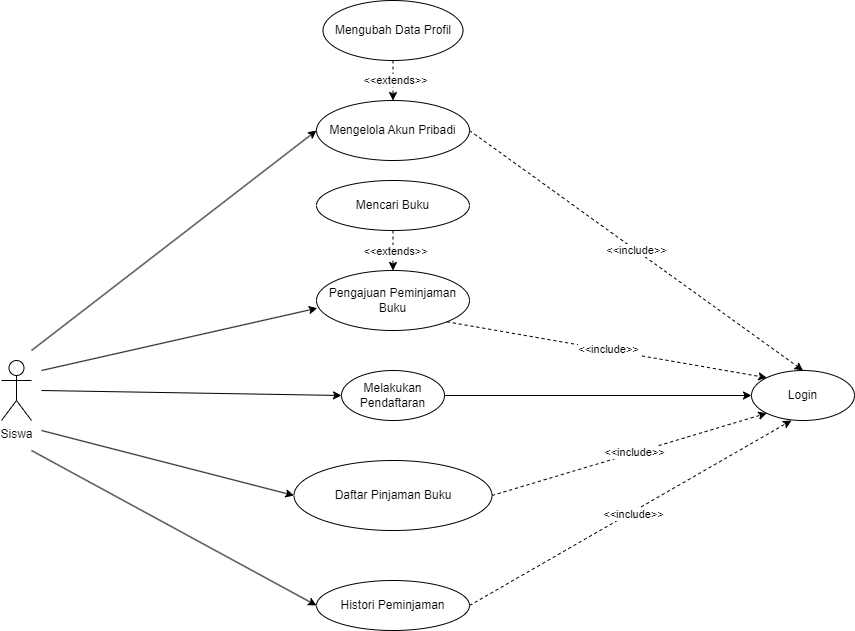 Mengubah Data Profil
<<extends>>
Mengelola Akun Pribadi
Mencari Buku
<<include>>
<<extends>>
Pengajuan Peminjaman
Buku
<<include>>
Melakukan
Pendaftaran
Login
Siswa
<<include>>
Daftar Pinjaman Buku
<<include>>
Histori Peminjaman